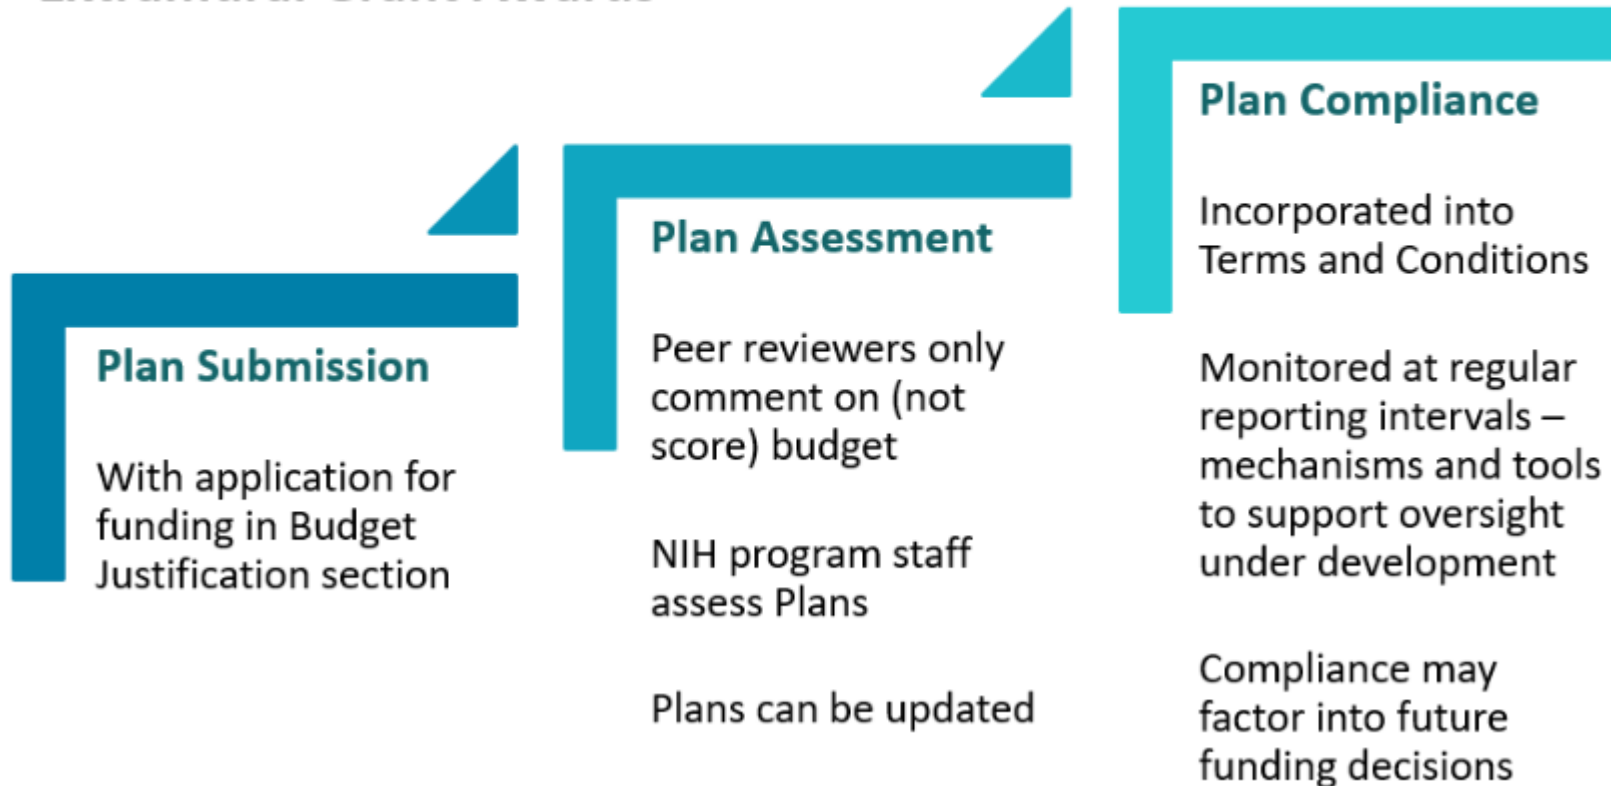 Plan Submission
With application for
funding in Budget
Justification section
Plan Assessment
Peer reviewers only
comment on (not
score) budget
NIH program staff
assess Plans
Plans can be updated
Plan Compliance
Incorporated into
Terms and Conditions
Monitored at regular
reporting intervals –
mechanisms and tools
to support oversight
under development
Compliance may
factor into future
funding decisions